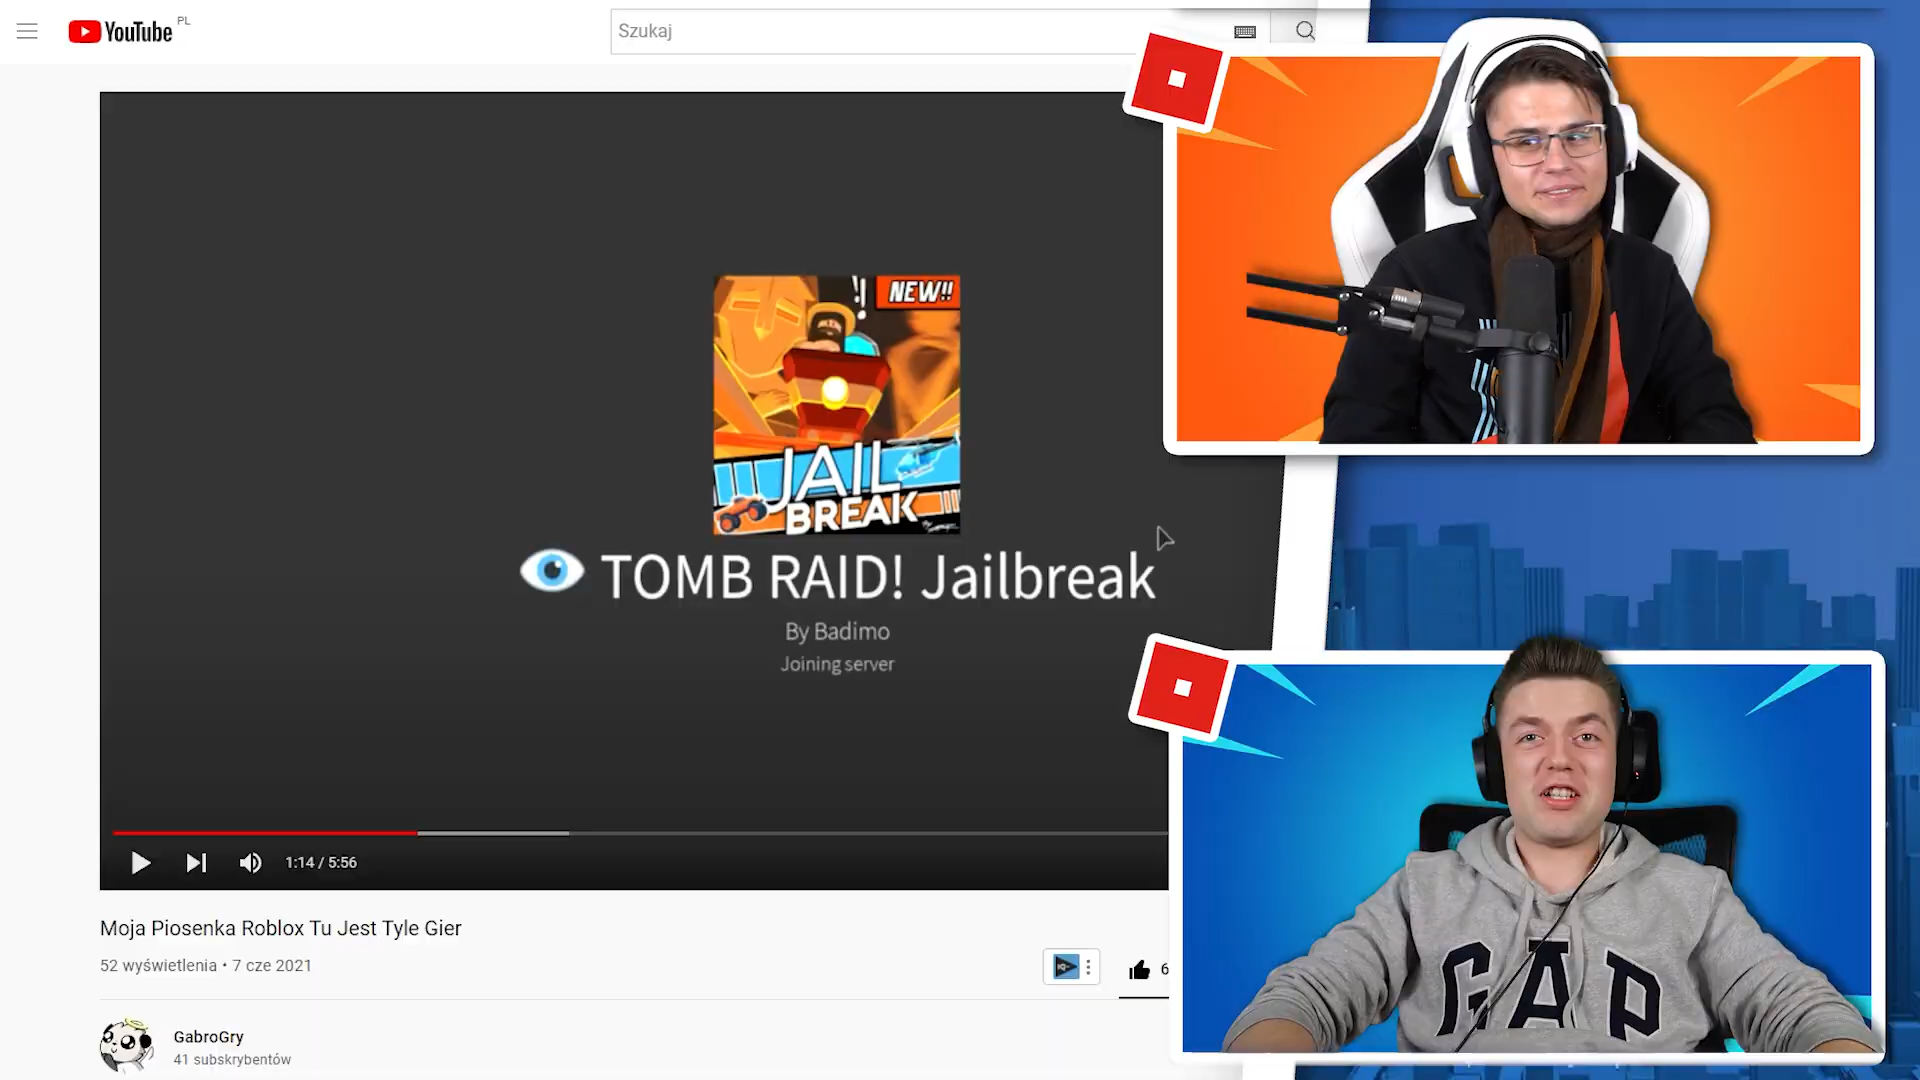 YouTube PL
Szukaj
NEW!!
JAIL
BREAK
TOMB RAID! Jailbreak
By Badimo
Joining server
1:14 / 5:56
Moja Piosenka Roblox Tu Jest Tyle Gier
52 wyświetlenia • 7 cze 2021
6
GabroGry
41 subskrybentów
GAP